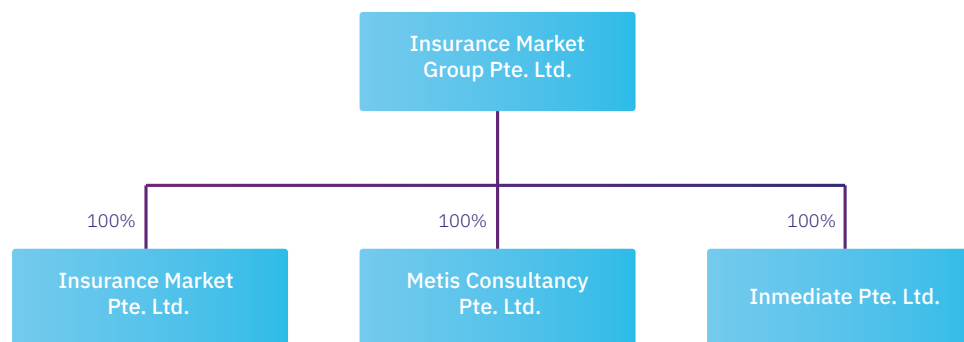 Insurance Market
Group Pte. Ltd.
100%
100%
100%
Insurance Market
Pte. Ltd.
Metis Consultancy
Pte. Ltd.
Inmediate Pte. Ltd.